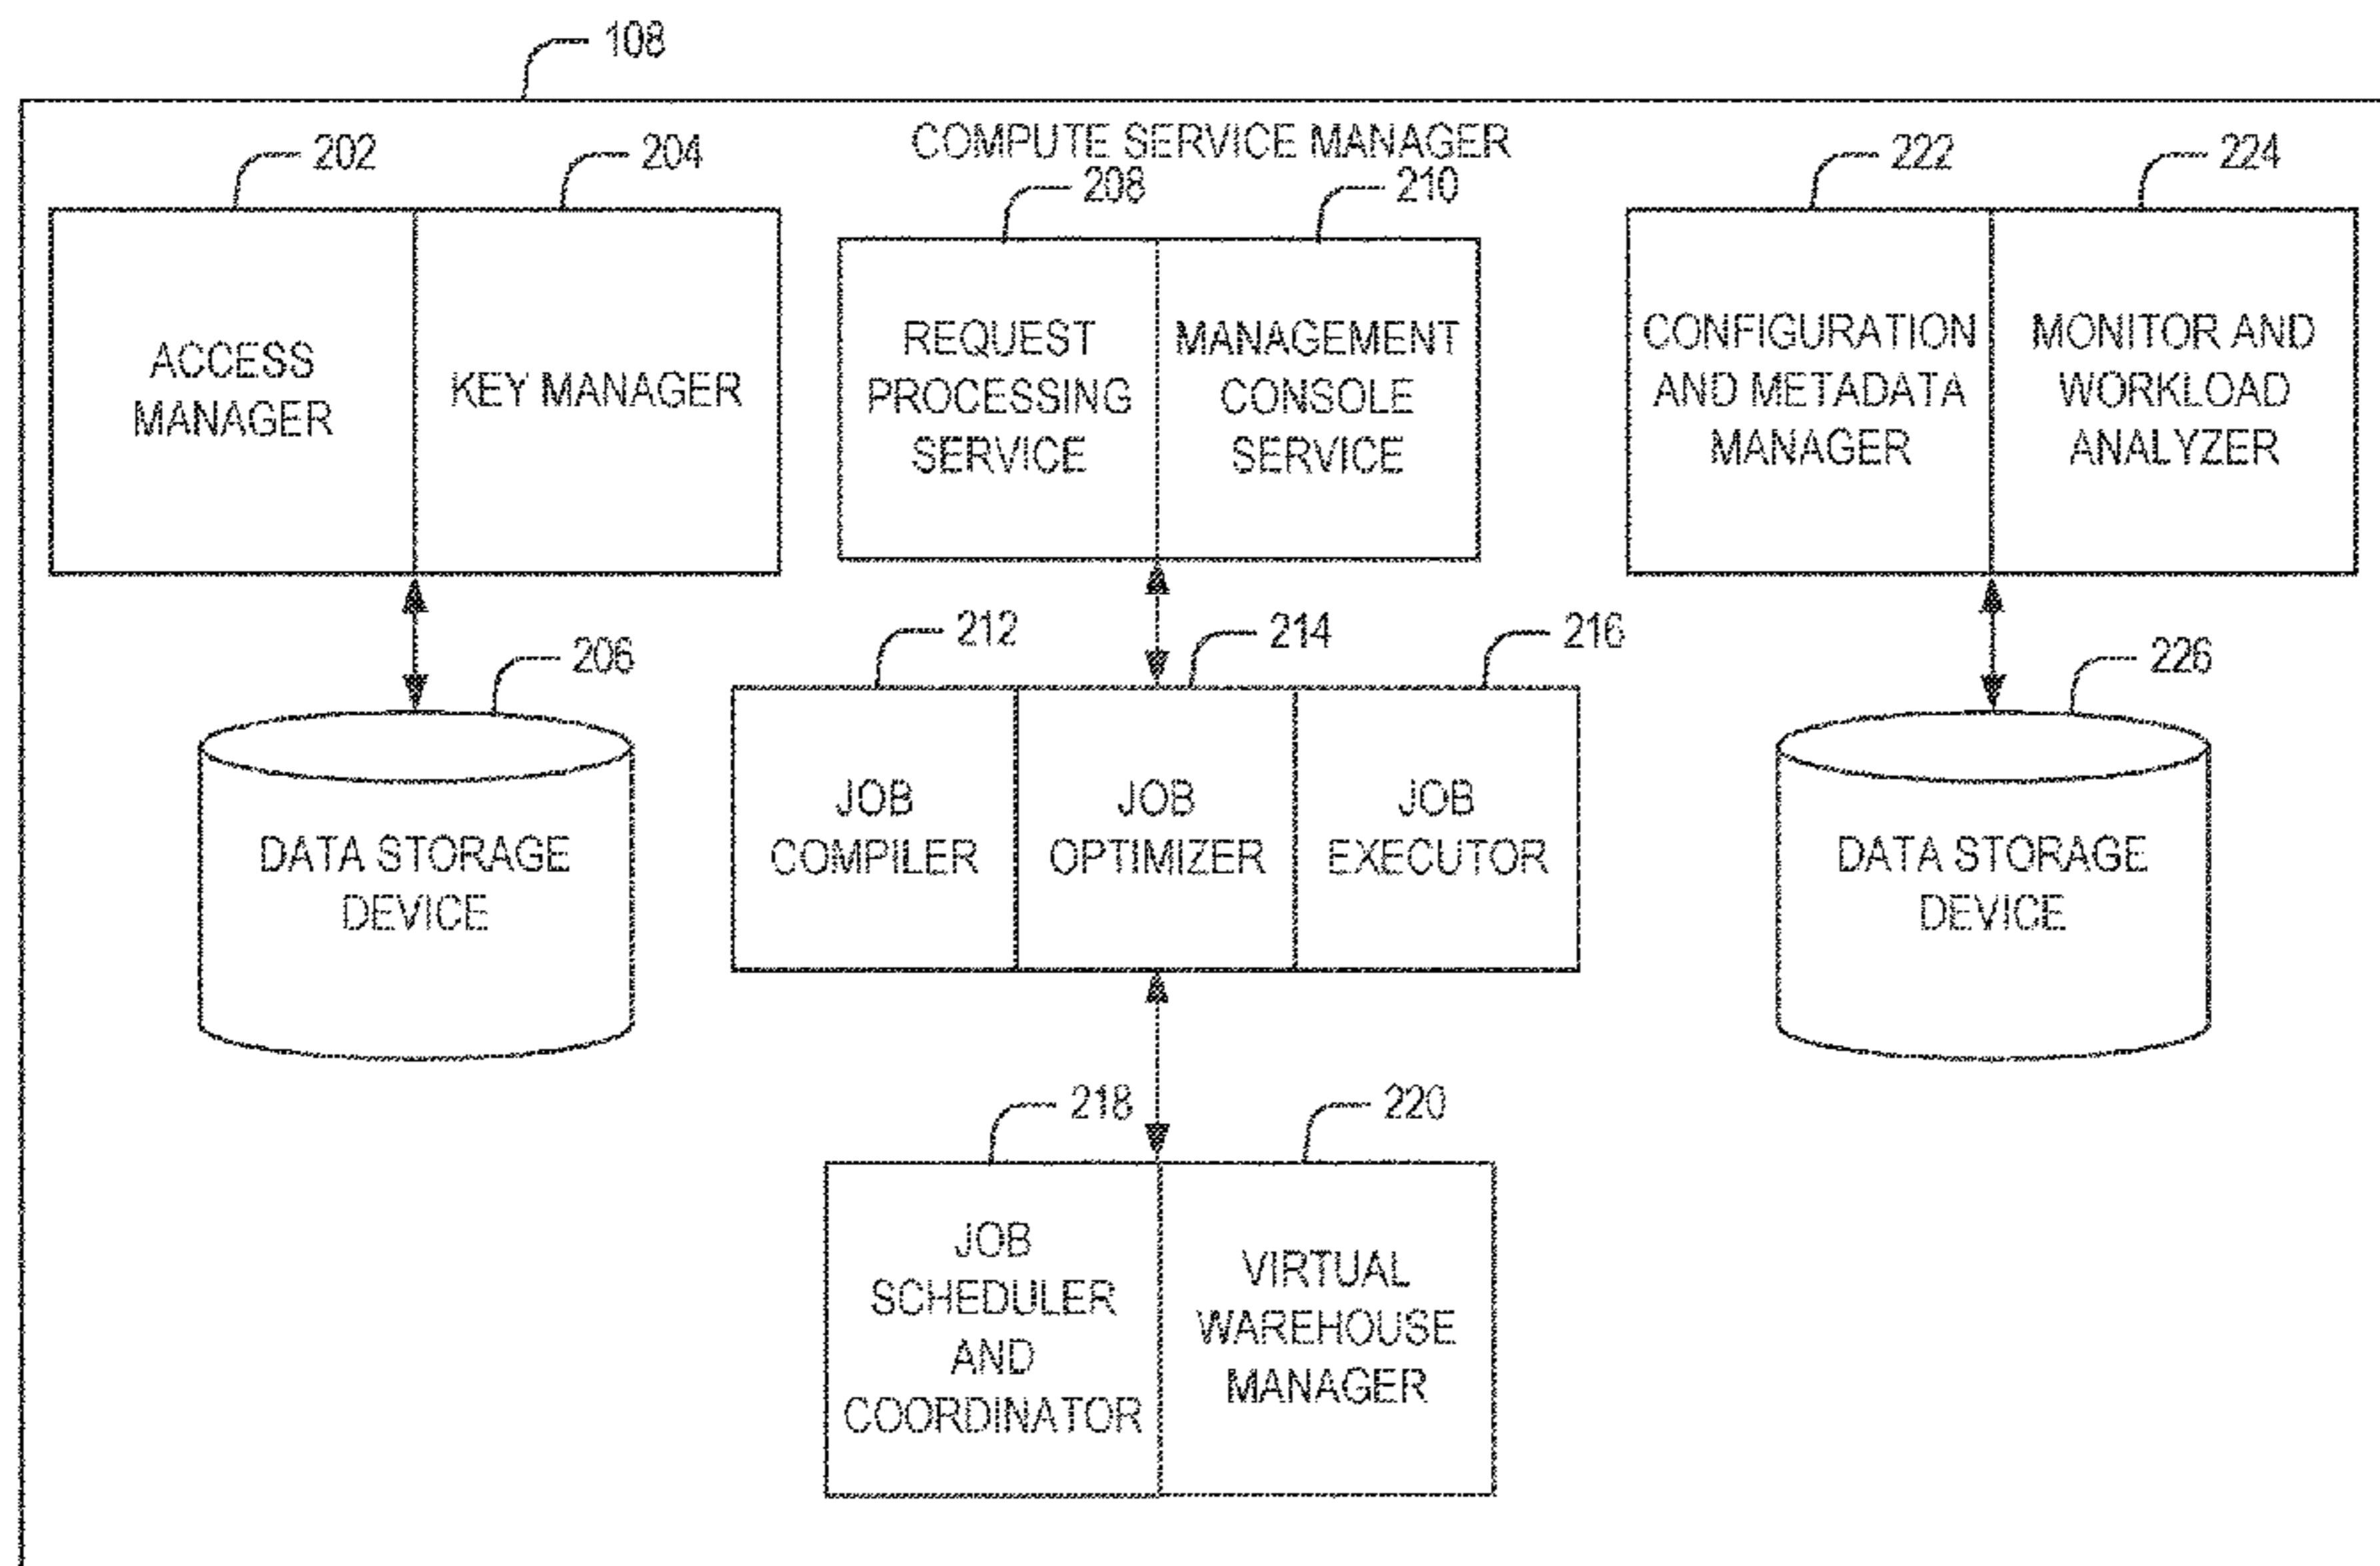 108
COMPUTE SERVICE MANAGER
202
204
208
210
222
224
ACCESS
MANAGER
KEY MANAGER
REQUEST
PROCESSING
SERVICE
MANAGEMENT
CONSOLE
SERVICE
CONFIGURATION
AND METADATA
MANAGER
MONITOR AND
WORKLOAD
ANALYZER
206
212
214
216
226
DATA STORAGE
DEVICE
JOB
COMPILER
JOB
OPTIMIZER
JOB
EXECUTOR
DATA STORAGE
DEVICE
218
220
JOB
SCHEDULER
AND
COORDINATOR
VIRTUAL
WAREHOUSE
MANAGER